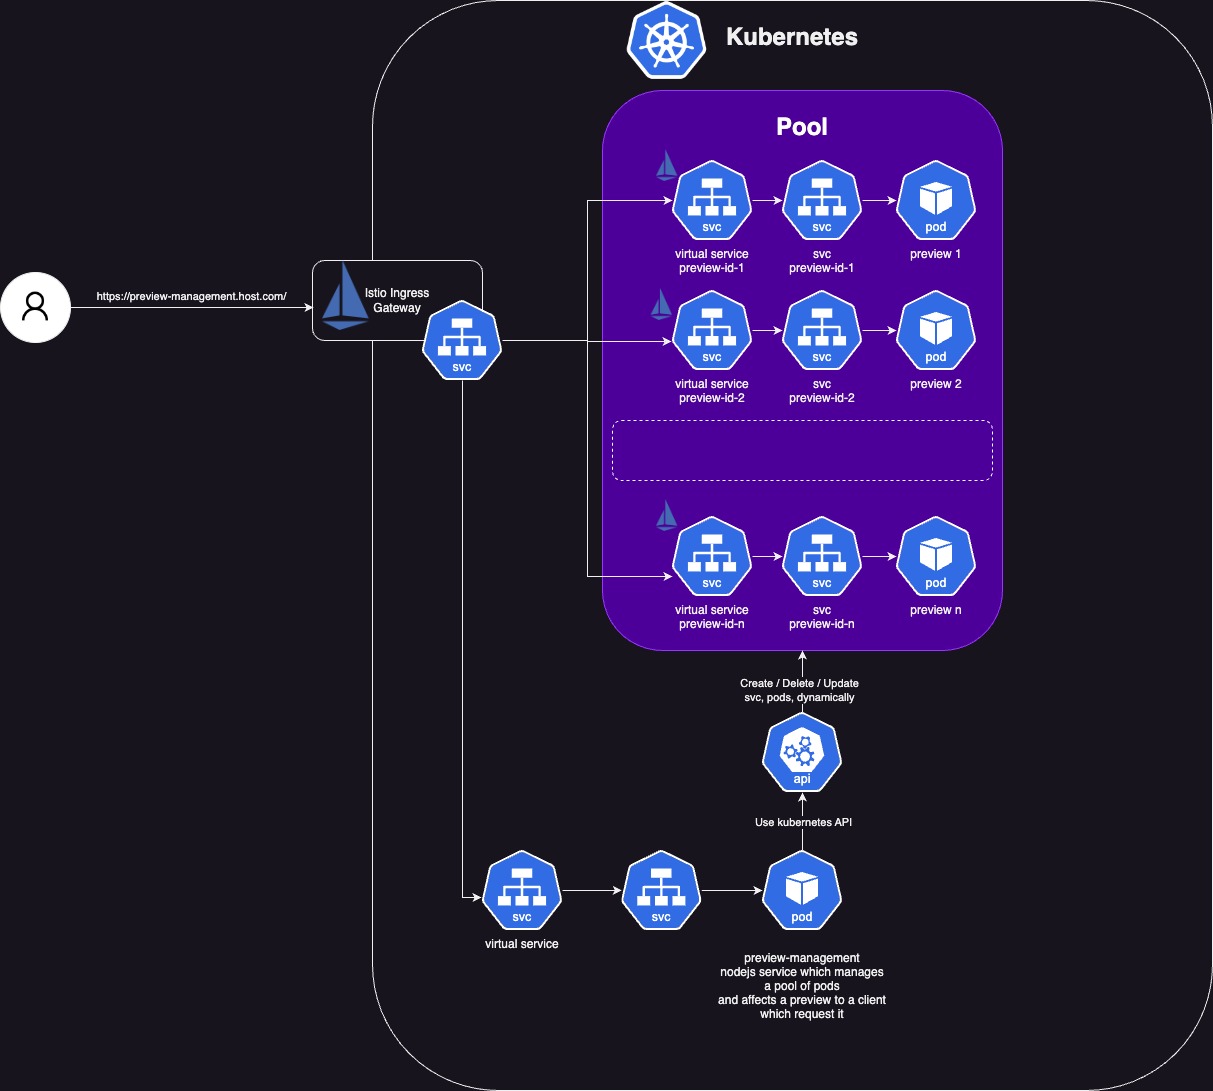 Kubernetes
Pool
svc
svc
pod
virtual service
preview-id-1
svc
preview-id-1
preview 1
https://preview-management.host.com/
Istio Ingress
Gateway
svc
svc
svc
pod
virtual service
preview-id-2
svc
preview-id-2
preview 2
svc
svc
pod
virtual service
preview-id-n
svc
preview-id-n
preview n
Create / Delete / Update
svc, pods, dynamically
api
Use kubernetes API
svc
svc
pod
virtual service
preview-management
nodejs service which manages
a pool of pods
and affects a preview to a client
which request it